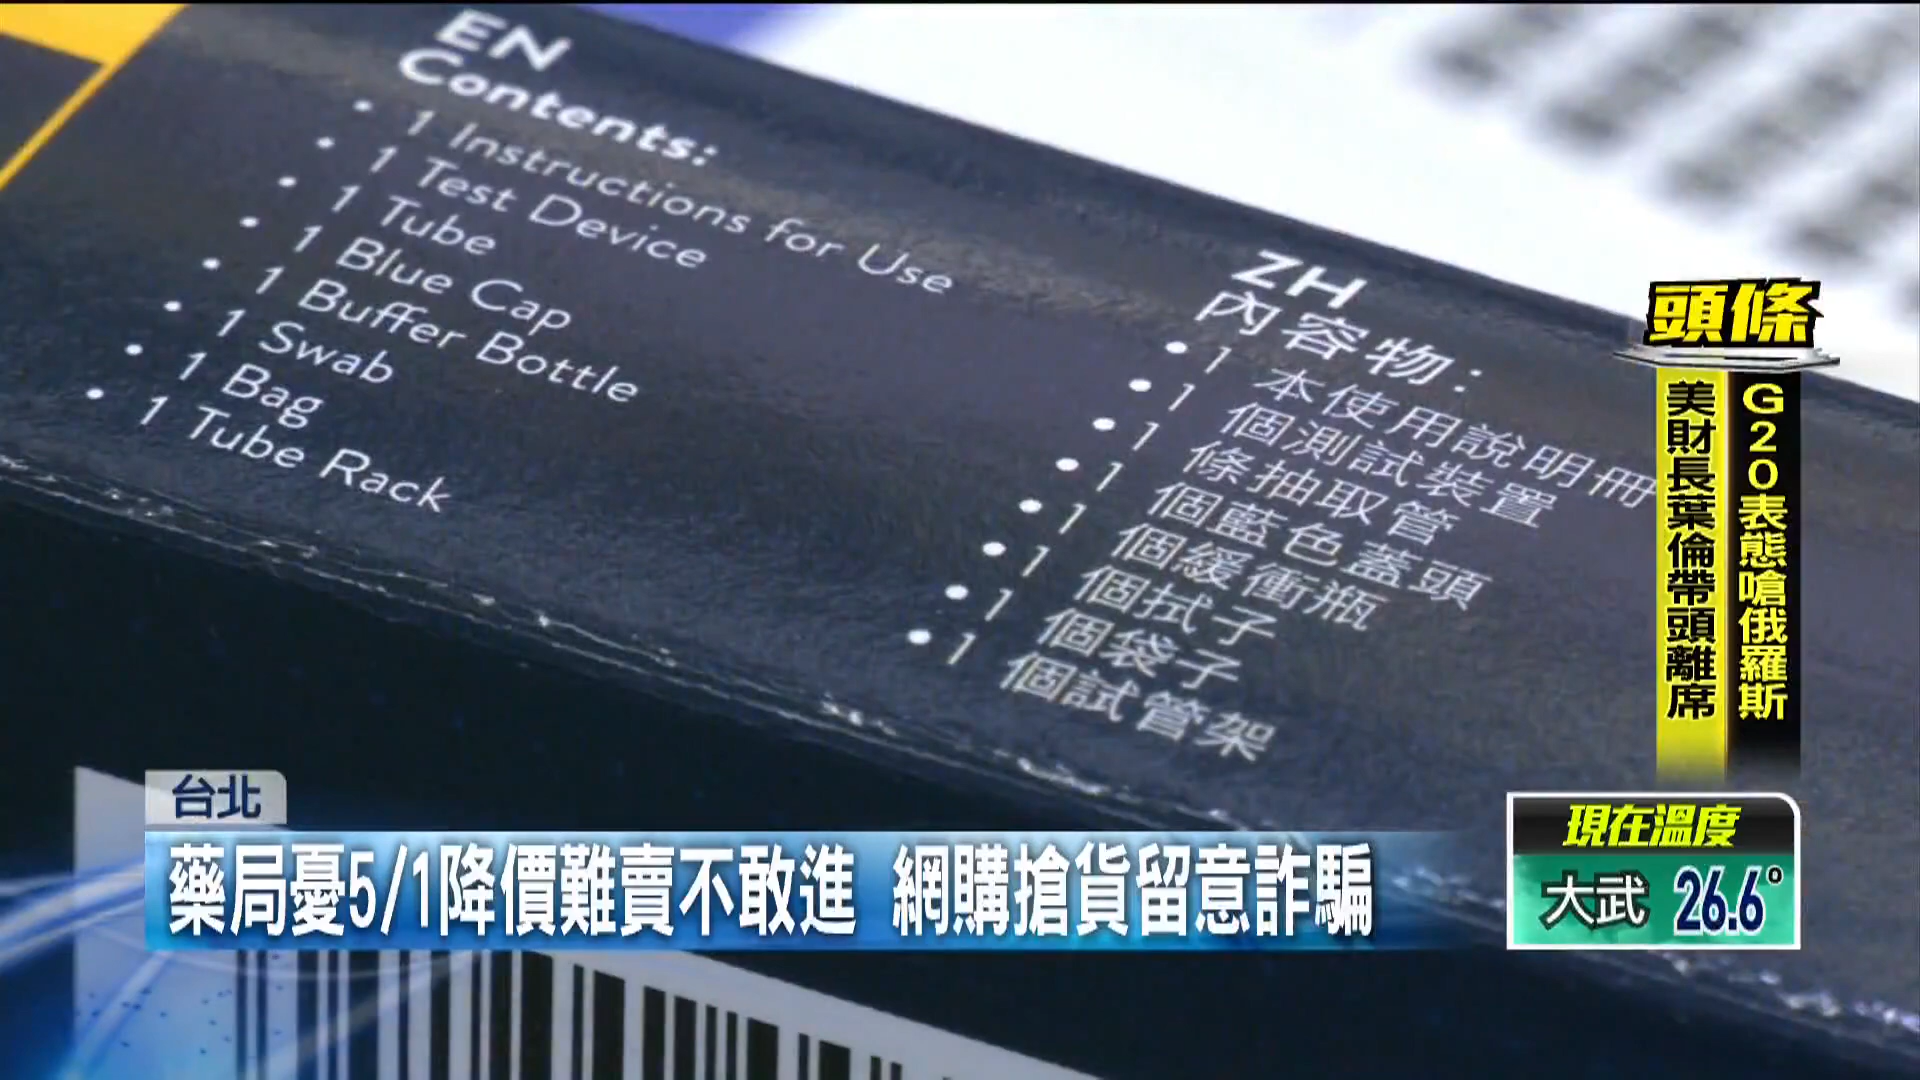 EN
Contents:
• 1 Instructions for Use
• 1 Test Device
• 1 Tube
• 1 Blue Cap
• 1 Buffer Bottle
• 1 Swab
• 1 Bag
• 1 Tube Rack
ZH
內容物:
• 1 本使用說明冊
• 1 個測試裝置
• 1 條抽取管
• 1 個藍色蓋頭
• 1 個緩衝瓶
• 1 個拭子
• 1 個袋子
• 1 個試管架
頭條
G20表態嗆俄羅斯
美財長葉倫帶頭離席
台北
藥局憂5/1降價難賣不敢進 網購搶貨留意詐騙
現在溫度
大武 26.6°